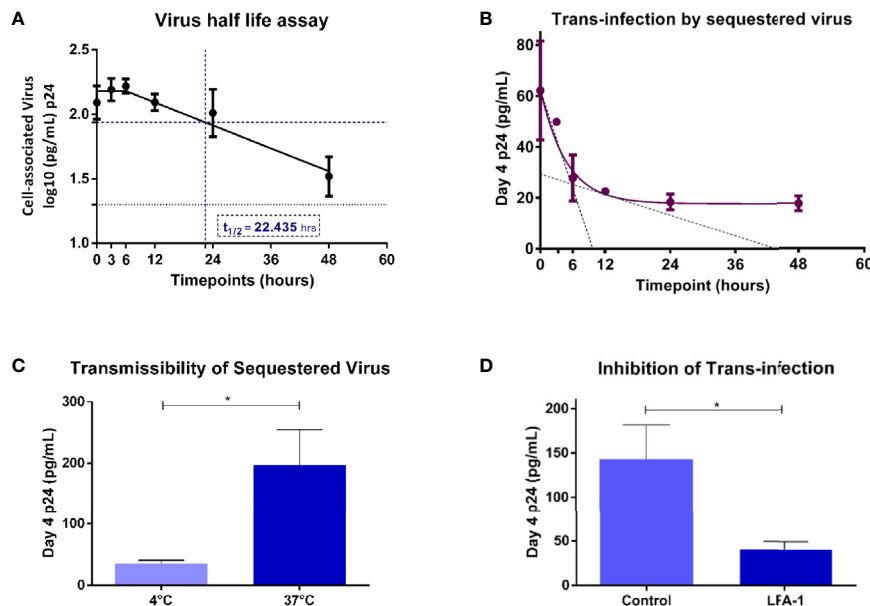 A
Virus half life assay
Cell-associated Virus
log10 (pg/mL) p24
2.5
2.0
1.5
1.0
t1/2 = 22.435 hrs
0 3 6 12 24 36 48 60
Timepoints (hours)
B
Trans-infection by sequestered virus
Day 4 p24 (pg/mL)
80
60
40
20
0
0 6 12 24 36 48 60
Timepoint (hours)
C
Transmissibility of Sequestered Virus
Day 4 p24 (pg/mL)
300
200
100
0
*
4°C 37°C
D
Inhibition of Trans-infection
Day 4 p24 (pg/mL)
200
150
100
50
0
*
Control LFA-1